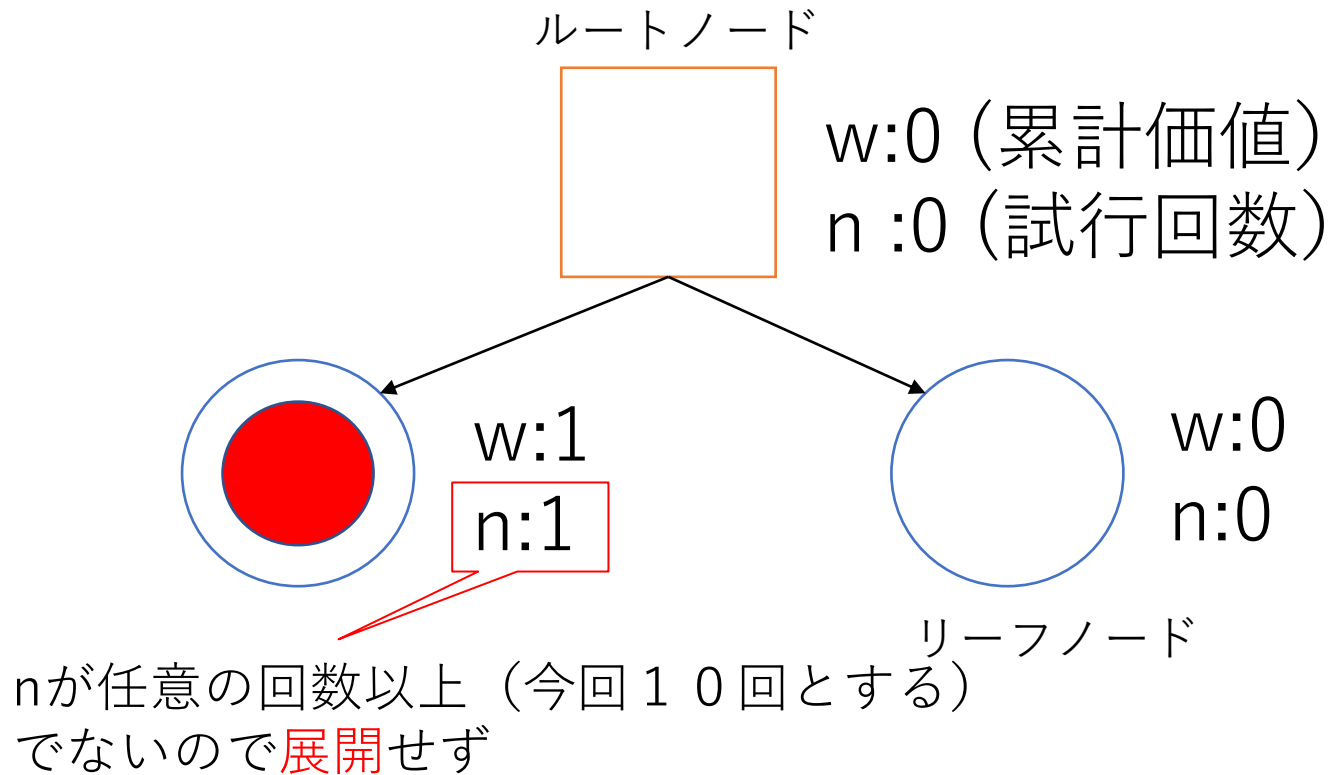 ルートノード
w:0（累計価値）
n :0（試行回数）
w:1
n:1
w:0
n:0
リーフノード
nが任意の回数以上（今回１０回とする）
でないので展開せず